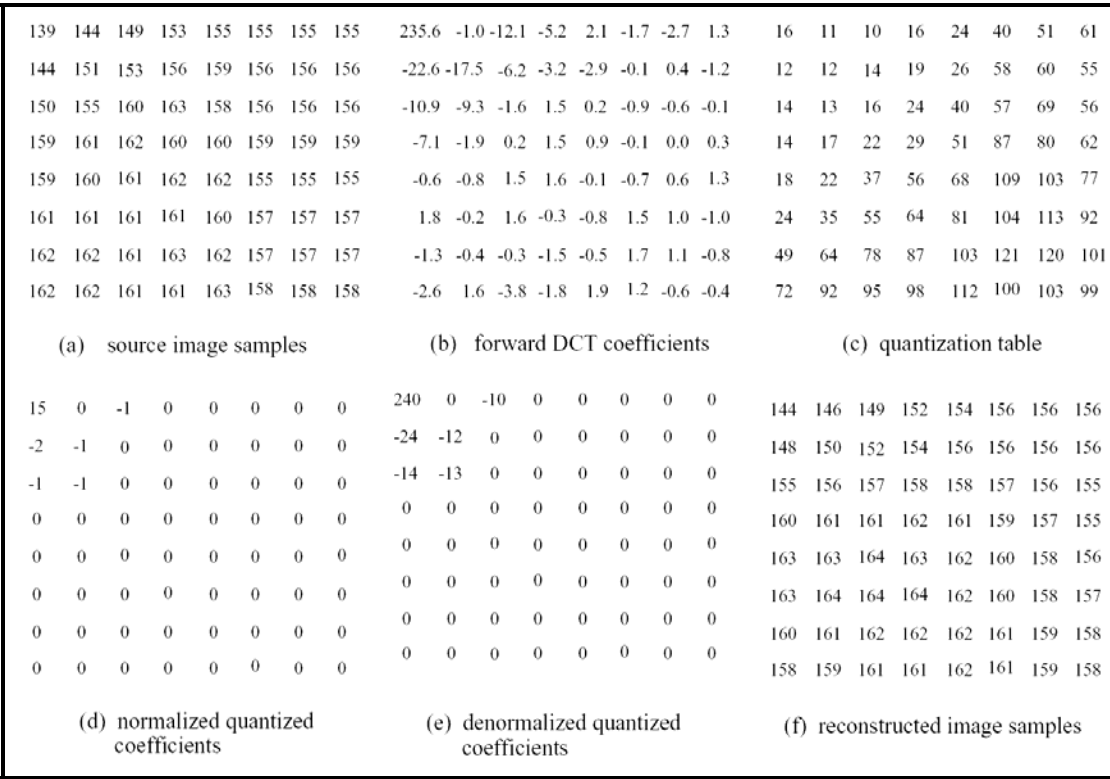 139 144 149 153 155 155 155 155
144 151 153 156 159 156 156 156
150 155 160 163 158 156 156 156
159 161 162 160 160 159 159 159
159 160 161 162 162 155 155 155
161 161 161 161 160 157 157 157
162 162 161 163 162 157 157 157
162 162 161 161 163 158 158 158
(a) source image samples
235.6 -1.0 -12.1 -5.2 2.1 -1.7 -2.7 1.3
-22.6 -17.5 -6.2 -3.2 -2.9 -0.1 0.4 -1.2
-10.9 -9.3 -1.6 1.5 0.2 -0.9 -0.6 -0.1
-7.1 -1.9 0.2 1.5 0.9 -0.1 0.0 0.3
-0.6 -0.8 1.5 1.6 -0.1 -0.7 0.6 1.3
1.8 -0.2 1.6 -0.3 -0.8 1.5 1.0 -1.0
-1.3 -0.4 -0.3 -1.5 -0.5 1.7 1.1 -0.8
-2.6 1.6 -3.8 -1.8 1.9 1.2 -0.6 -0.4
(b) forward DCT coefficients
16 11 10 16 24 40 51 61
12 12 14 19 26 58 60 55
14 13 16 24 40 57 69 56
14 17 22 29 51 87 80 62
18 22 37 56 68 109 103 77
24 35 55 64 81 104 113 92
49 64 78 87 103 121 120 101
72 92 95 98 112 100 103 99
(c) quantization table
15 0 -1 0 0 0 0 0
-2 -1 0 0 0 0 0 0
-1 -1 0 0 0 0 0 0
0 0 0 0 0 0 0 0
0 0 0 0 0 0 0 0
0 0 0 0 0 0 0 0
0 0 0 0 0 0 0 0
0 0 0 0 0 0 0 0
(d) normalized quantized
coefficients
240 0 -10 0 0 0 0 0
-24 -12 0 0 0 0 0 0
-14 -13 0 0 0 0 0 0
0 0 0 0 0 0 0 0
0 0 0 0 0 0 0 0
0 0 0 0 0 0 0 0
0 0 0 0 0 0 0 0
0 0 0 0 0 0 0 0
(e) denormalized quantized
coefficients
144 146 149 152 154 156 156 156
148 150 152 154 156 156 156 156
155 156 157 158 158 157 156 155
160 161 161 162 161 159 157 155
163 163 164 163 162 160 158 156
163 164 164 164 162 160 158 157
160 161 162 162 162 161 159 158
158 159 161 161 162 161 159 158
(f) reconstructed image samples